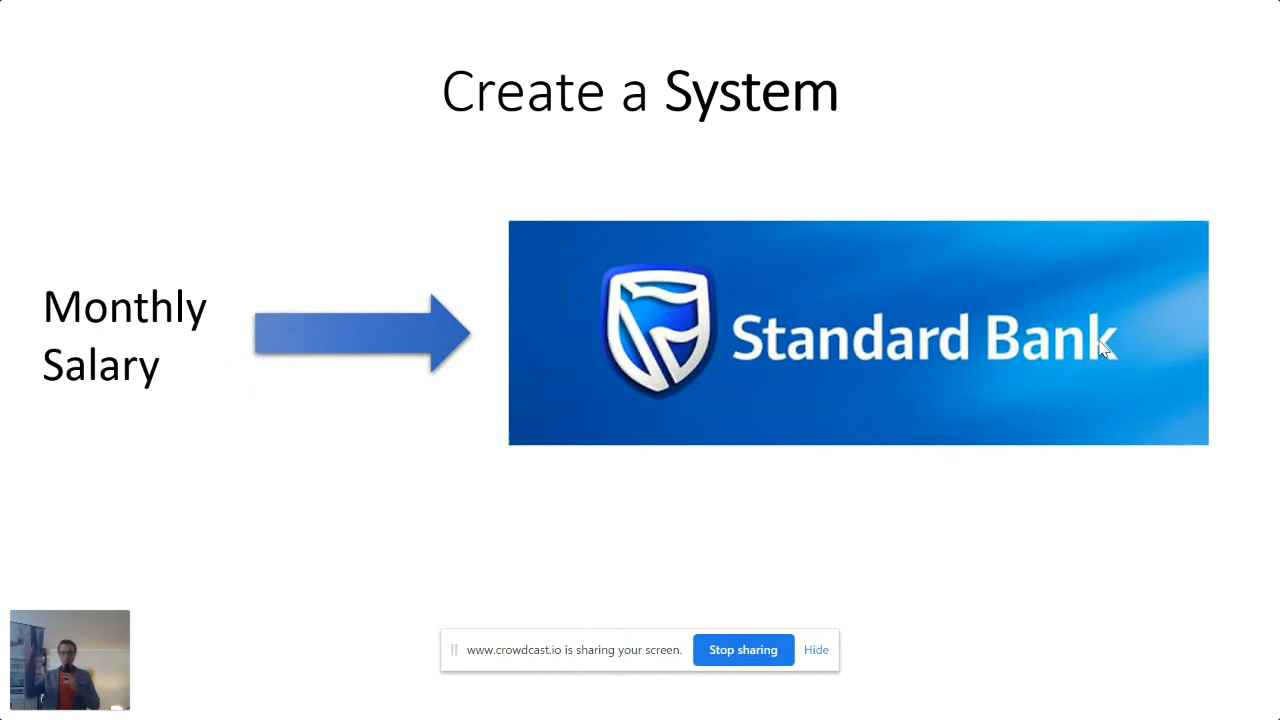 Create a System
Monthly
Salary
Standard Bank
www.crowdcast.io is sharing your screen.
Stop sharing
Hide